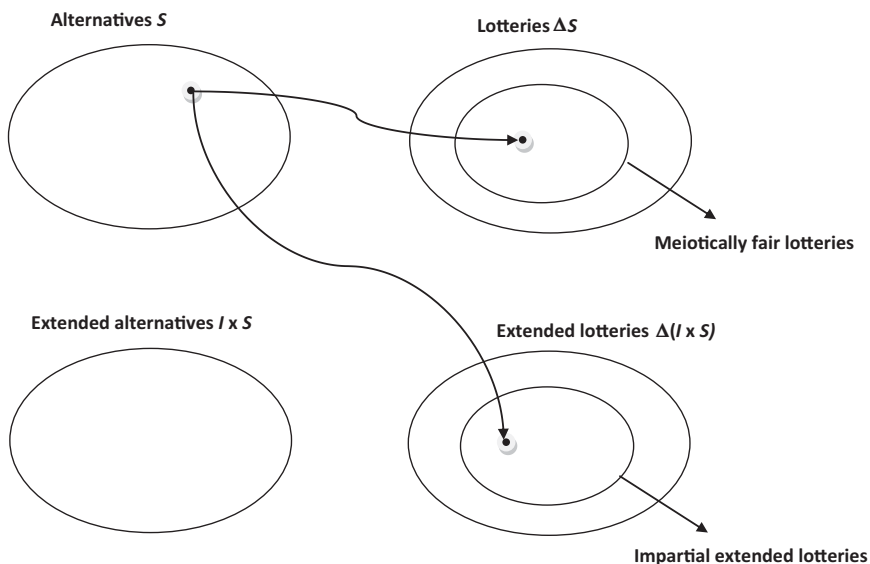 Alternatives S
Lotteries ΔS
Meiotically fair lotteries
Extended alternatives I x S
Extended lotteries Δ(I x S)
Impartial extended lotteries